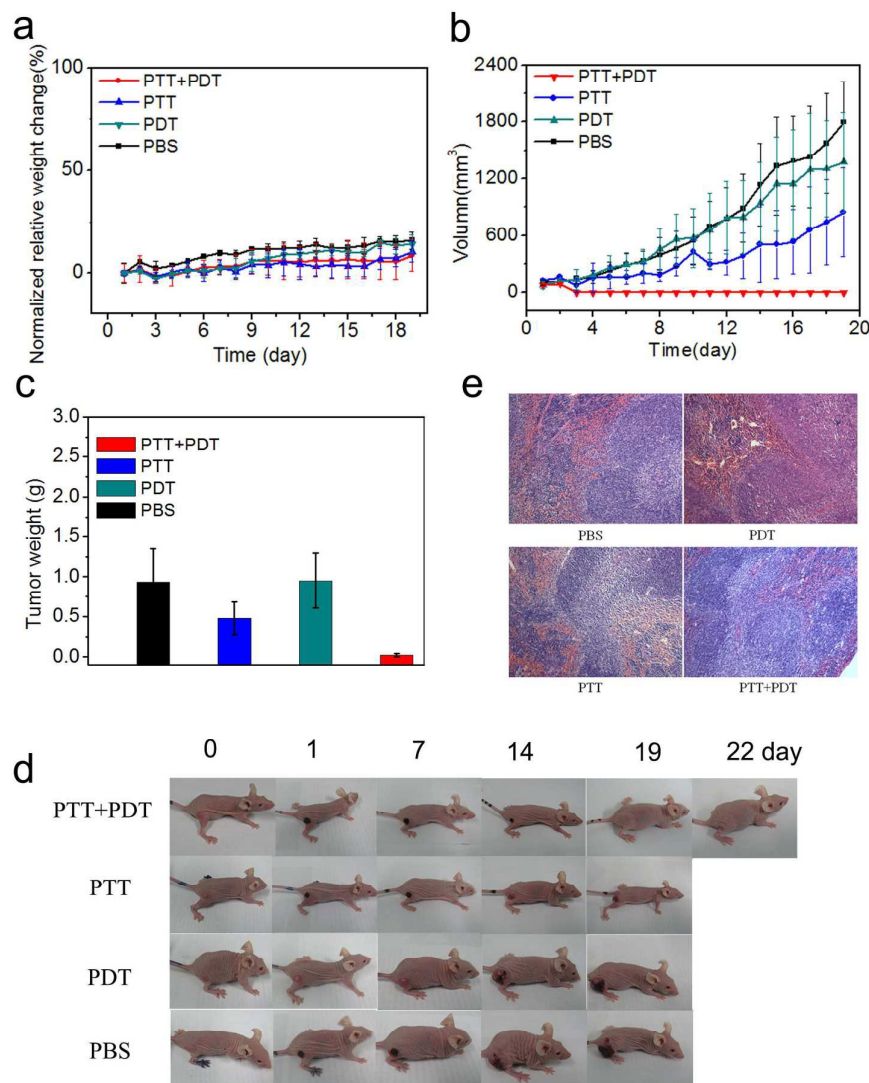 a
Normalized relative weight change(%)
100
50
0
PTT+PDT
PTT
PDT
PBS
0 3 6 9 12 15 18
Time (day)
b
Volumn(mm³)
2400
1800
1200
600
0
PTT+PDT
PTT
PDT
PBS
0 4 8 12 16 20
Time(day)
c
Tumor weight (g)
3.0
2.5
2.0
1.5
1.0
0.5
0.0
PTT+PDT
PTT
PDT
PBS
e
PBS PDT
PTT PTT+PDT
d
0 1 7 14 19 22 day
PTT+PDT
PTT
PDT
PBS